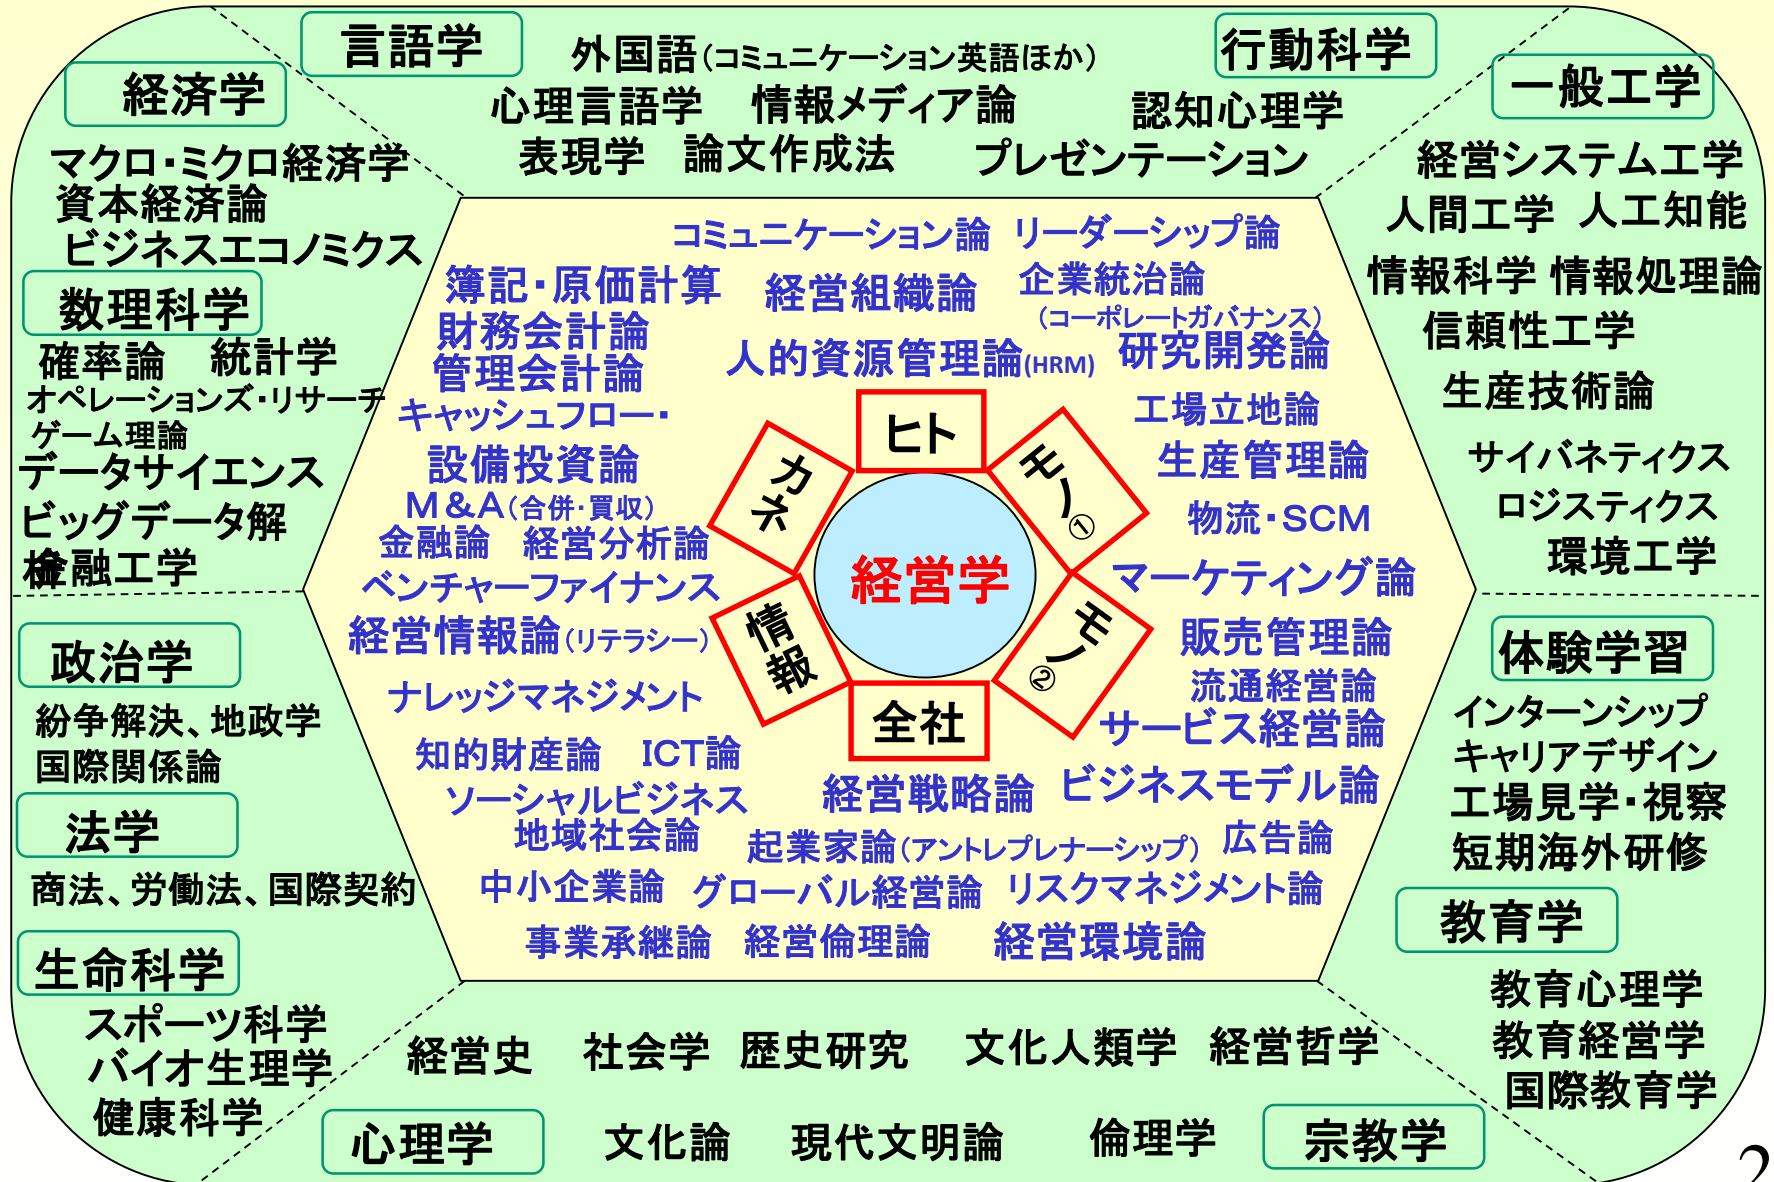 言語学
外国語(コミュニケーション英語ほか)
心理言語学 情報メディア論
表現学 論文作成法
行動科学
認知心理学
プレゼンテーション
経済学
マクロ・ミクロ経済学
資本経済論
ビジネスエコノミクス
数理科学
確率論 統計学
オペレーションズ・リサーチ
ゲーム理論
データサイエンス
ビッグデータ解
析
金融工学
一般工学
経営システム工学
人間工学 人工知能
情報科学 情報処理論
信頼性工学
生産技術論
サイバネティクス
ロジスティクス
環境工学
コミュニケーション論 リーダーシップ論
経営組織論
企業統治論
(コーポレートガバナンス)
人的資源管理論(HRM)
研究開発論
工場立地論
生産管理論
物流・SCM
マーケティング論
販売管理論
流通経営論
サービス経営論
ビジネスモデル論
広告論
簿記・原価計算
財務会計論
管理会計論
キャッシュフロー・
設備投資論
M&A(合併・買収)
金融論 経営分析論
ベンチャーファイナンス
経営情報論(リテラシー)
ナレッジマネジメント
知的財産論 ICT論
ソーシャルビジネス
地域社会論
経営戦略論
起業家論(アントレプレナーシップ)
中小企業論 グローバル経営論 リスクマネジメント論
事業承継論 経営倫理論 経営環境論
ヒト
モノ①
モノ②
全社
情報
カネ
経営学
政治学
紛争解決、地政学
国際関係論
法学
商法、労働法、国際契約
生命科学
スポーツ科学
バイオ生理学
健康科学
体験学習
インターンシップ
キャリアデザイン
工場見学・視察
短期海外研修
教育学
教育心理学
教育経営学
国際教育学
経営史 社会学 歴史研究 文化人類学 経営哲学
心理学 文化論 現代文明論 倫理学 宗教学
2